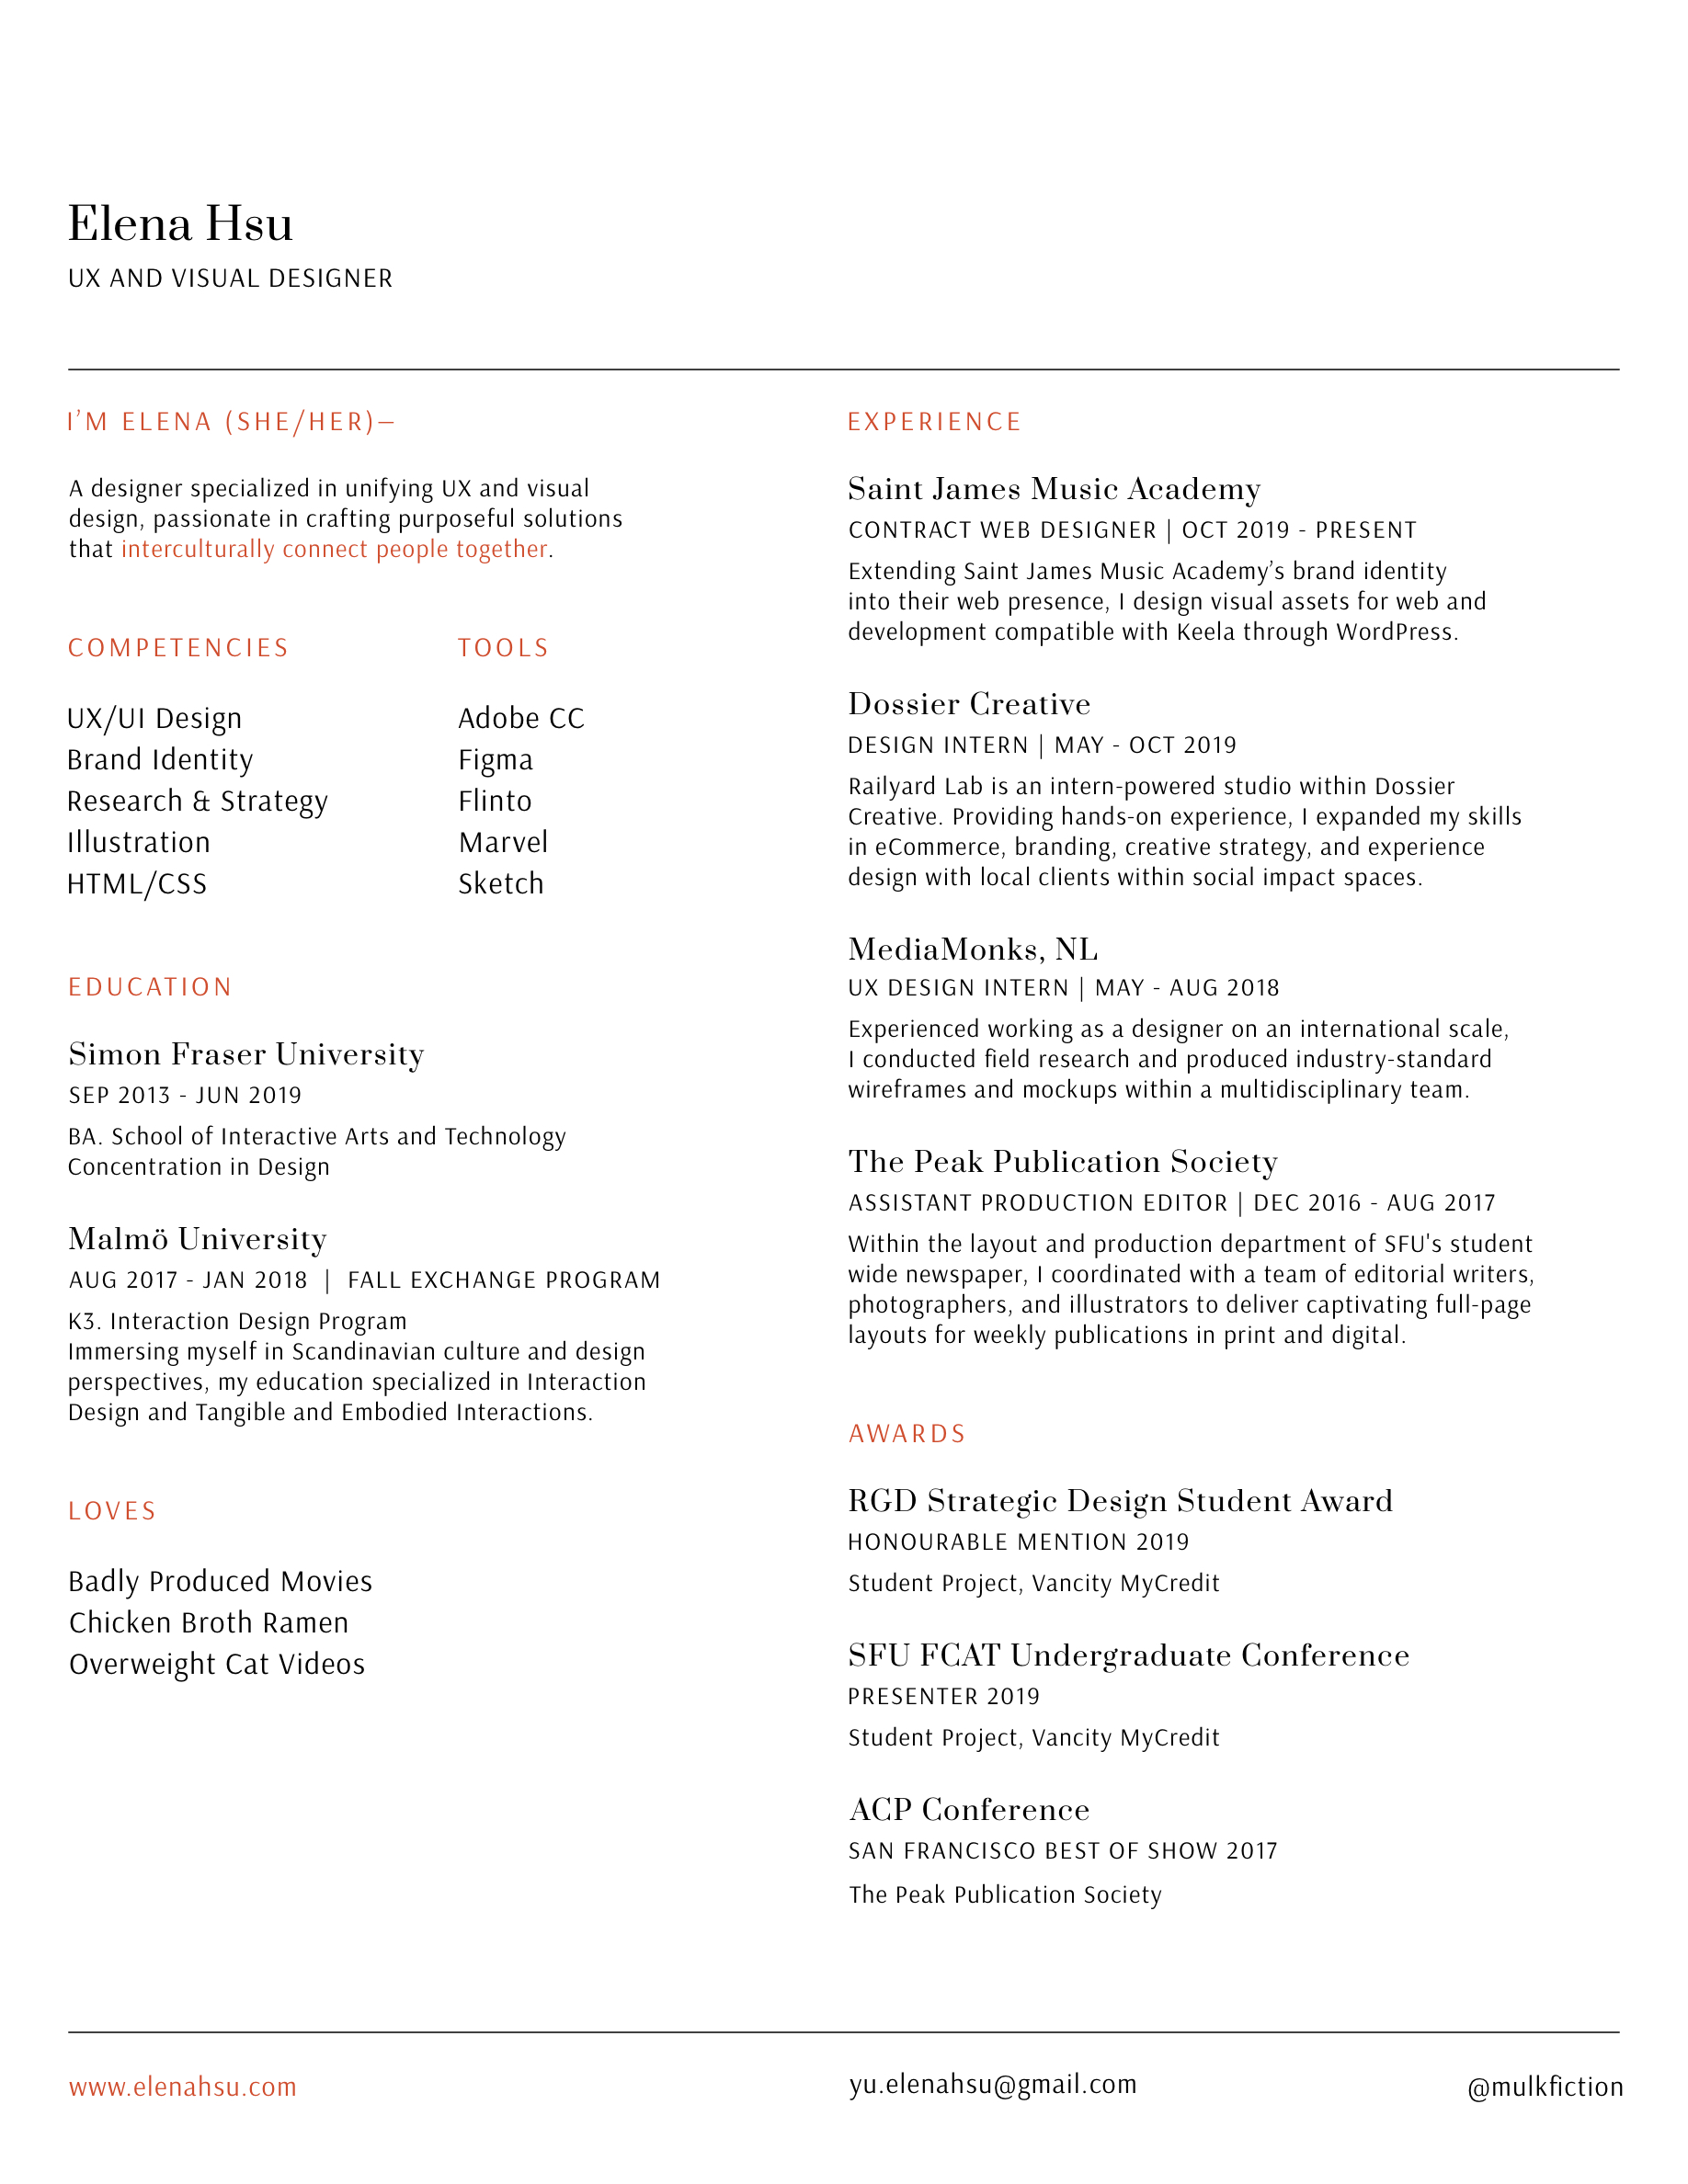 Elena Hsu
UX AND VISUAL DESIGNER
I’M ELENA (SHE/HER)—
A designer specialized in unifying UX and visual
design, passionate in crafting purposeful solutions
that interculturally connect people together.
COMPETENCIES
UX/UI Design
Brand Identity
Research & Strategy
Illustration
HTML/CSS
TOOLS
Adobe CC
Figma
Flinto
Marvel
Sketch
EDUCATION
Simon Fraser University
SEP 2013 - JUN 2019
BA. School of Interactive Arts and Technology
Concentration in Design
Malmö University
AUG 2017 - JAN 2018 | FALL EXCHANGE PROGRAM
K3. Interaction Design Program
Immersing myself in Scandinavian culture and design
perspectives, my education specialized in Interaction
Design and Tangible and Embodied Interactions.
LOVES
Badly Produced Movies
Chicken Broth Ramen
Overweight Cat Videos
EXPERIENCE
Saint James Music Academy
CONTRACT WEB DESIGNER | OCT 2019 - PRESENT
Extending Saint James Music Academy’s brand identity
into their web presence, I design visual assets for web and
development compatible with Keela through WordPress.
Dossier Creative
DESIGN INTERN | MAY - OCT 2019
Railyard Lab is an intern-powered studio within Dossier
Creative. Providing hands-on experience, I expanded my skills
in eCommerce, branding, creative strategy, and experience
design with local clients within social impact spaces.
MediaMonks, NL
UX DESIGN INTERN | MAY - AUG 2018
Experienced working as a designer on an international scale,
I conducted field research and produced industry-standard
wireframes and mockups within a multidisciplinary team.
The Peak Publication Society
ASSISTANT PRODUCTION EDITOR | DEC 2016 - AUG 2017
Within the layout and production department of SFU's student
wide newspaper, I coordinated with a team of editorial writers,
photographers, and illustrators to deliver captivating full-page
layouts for weekly publications in print and digital.
AWARDS
RGD Strategic Design Student Award
HONOURABLE MENTION 2019
Student Project, Vancity MyCredit
SFU FCAT Undergraduate Conference
PRESENTER 2019
Student Project, Vancity MyCredit
ACP Conference
SAN FRANCISCO BEST OF SHOW 2017
The Peak Publication Society
www.elenahsu.com
yu.elenahsu@gmail.com
@mulkfiction